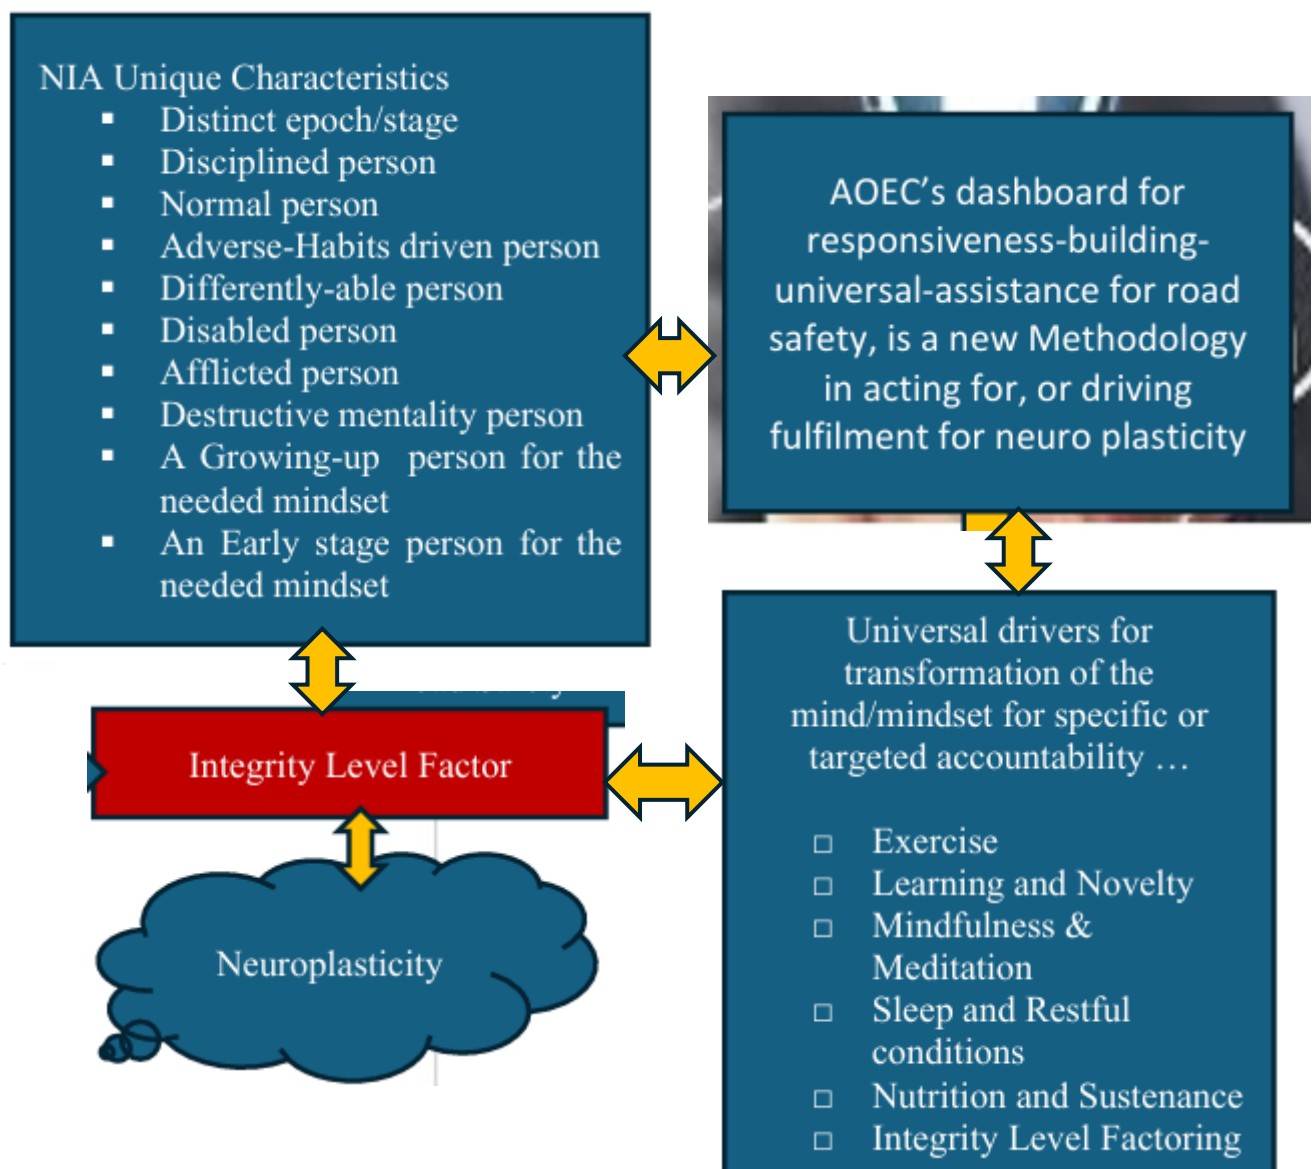 NIA Unique Characteristics
▪ Distinct epoch/stage
▪ Disciplined person
▪ Normal person
▪ Adverse-Habits driven person
▪ Differently-able person
▪ Disabled person
▪ Afflicted person
▪ Destructive mentality person
▪ A Growing-up person for the
needed mindset
▪ An Early stage person for the
needed mindset
AOEC’s dashboard for
responsiveness-building-
universal-assistance for road
safety, is a new Methodology
in acting for, or driving
fulfilment for neuro plasticity
Integrity Level Factor
Neuroplasticity
Universal drivers for
transformation of the
mind/mindset for specific or
targeted accountability …
□ Exercise
□ Learning and Novelty
□ Mindfulness &
Meditation
□ Sleep and Restful
conditions
□ Nutrition and Sustenance
□ Integrity Level Factoring